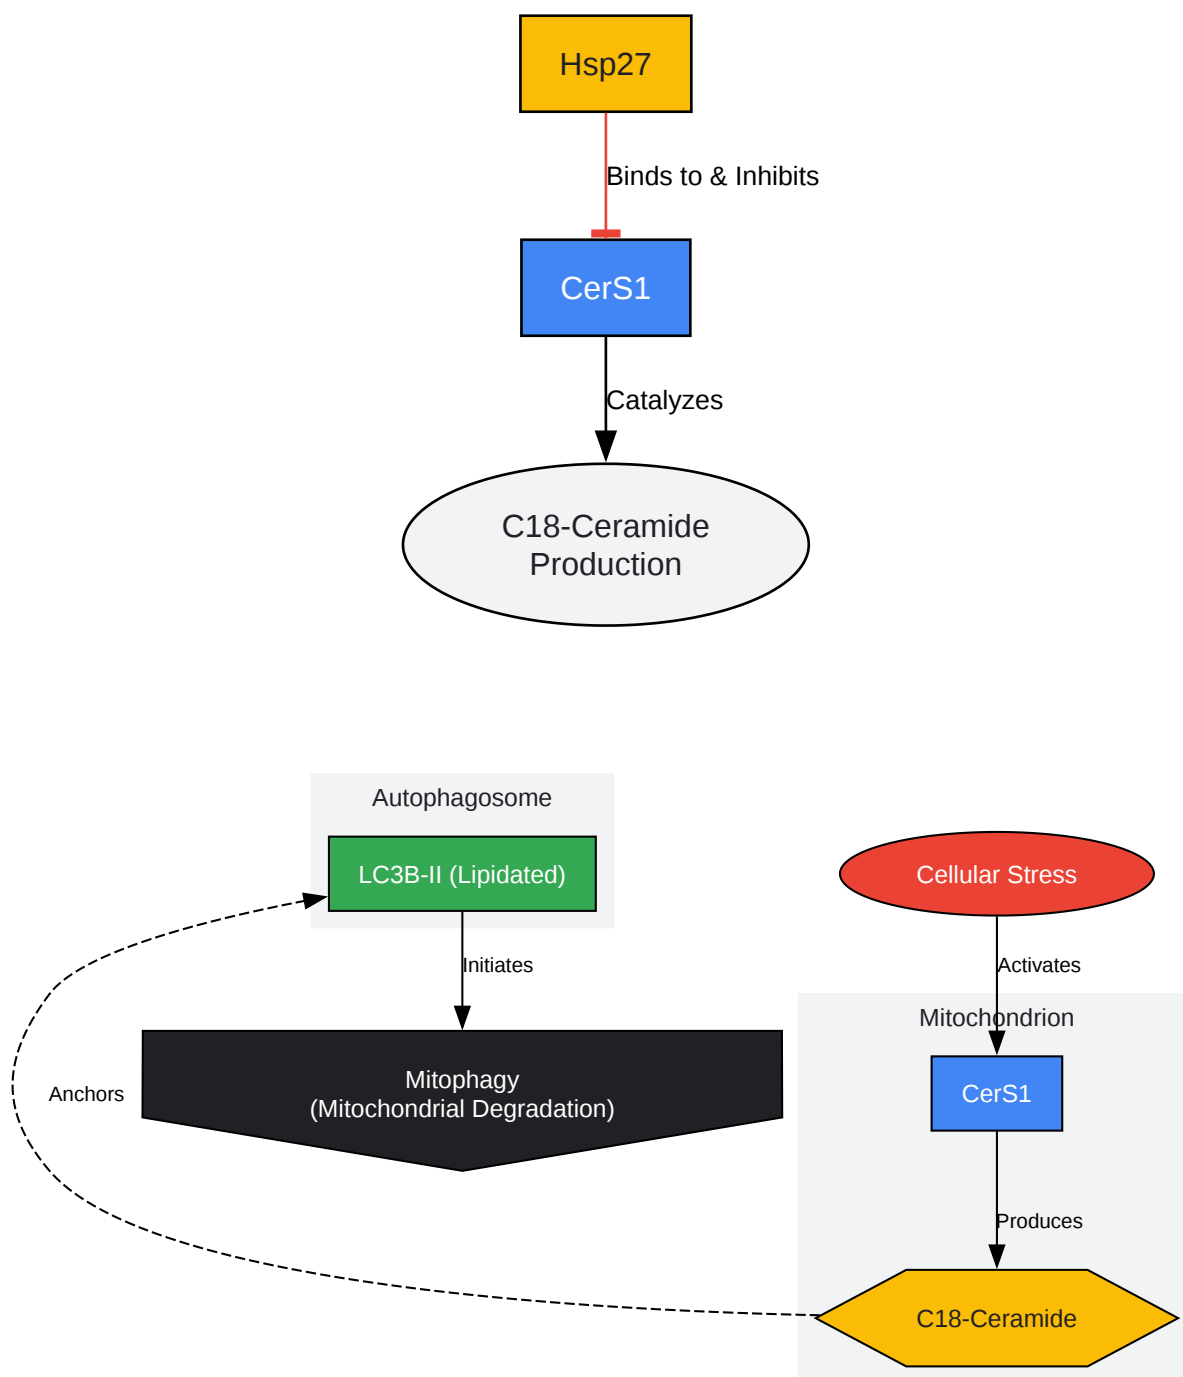 Hsp27
Binds to & Inhibits
CerS1
Catalyzes
C18-Ceramide
Production
Autophagosome
LC3B-II (Lipidated)
Cellular Stress
Initiates
Activates
Mitochondrion
Mitophagy
(Mitochondrial Degradation)
Anchors
CerS1
Produces
C18-Ceramide